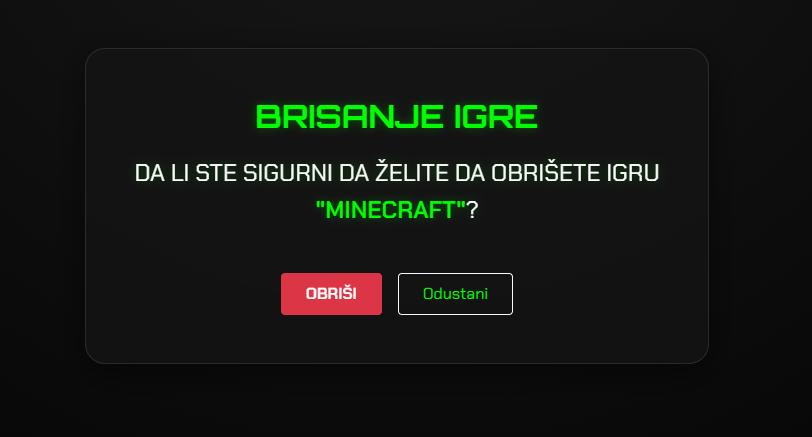 BRISANJE IGRE
DA LI STE SIGURNI DA ŽELITE DA OBRIŠETE IGRU
"MINECRAFT"?
OBRIŠI
Odustani